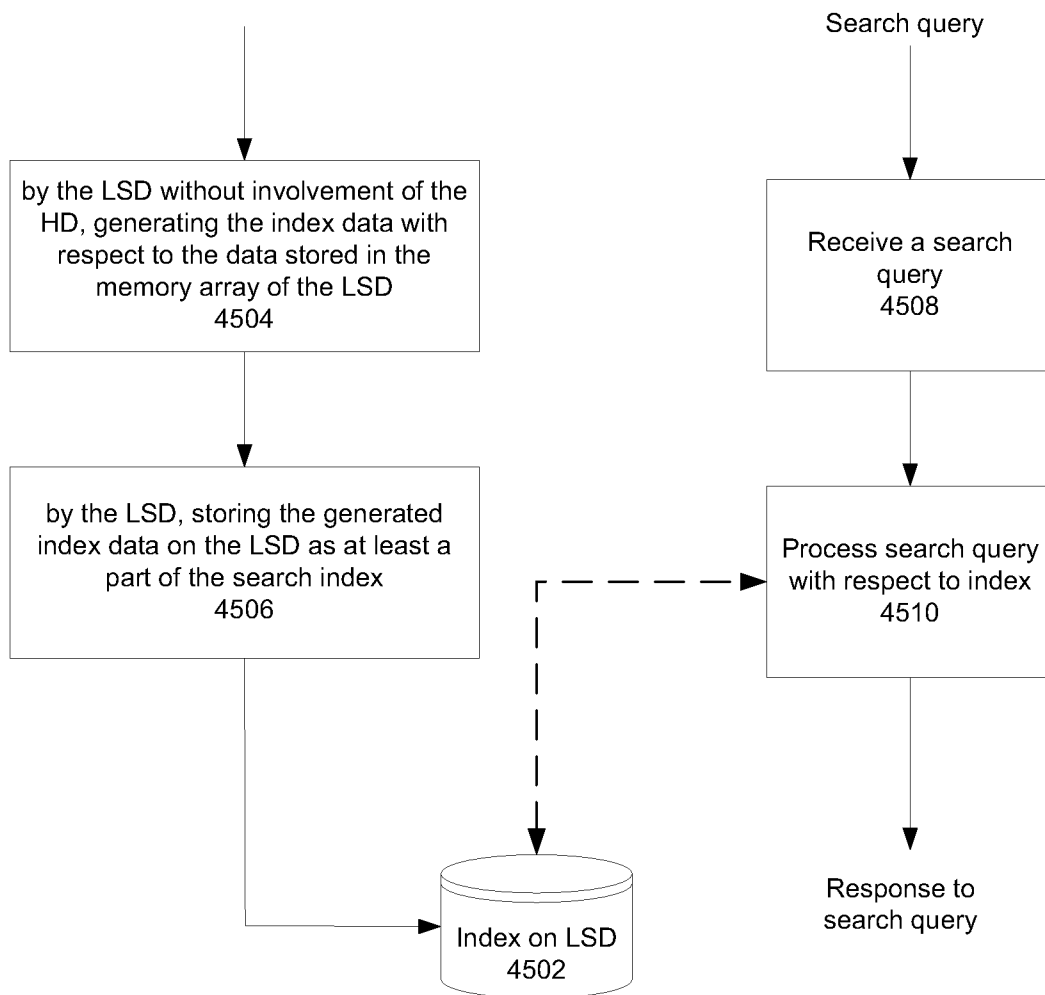 by the LSD without involvement of the
HD, generating the index data with
respect to the data stored in the
memory array of the LSD
4504
by the LSD, storing the generated
index data on the LSD as at least a
part of the search index
4506
Index on LSD
4502
Search query
Receive a search
query
4508
Process search query
with respect to index
4510
Response to
search query